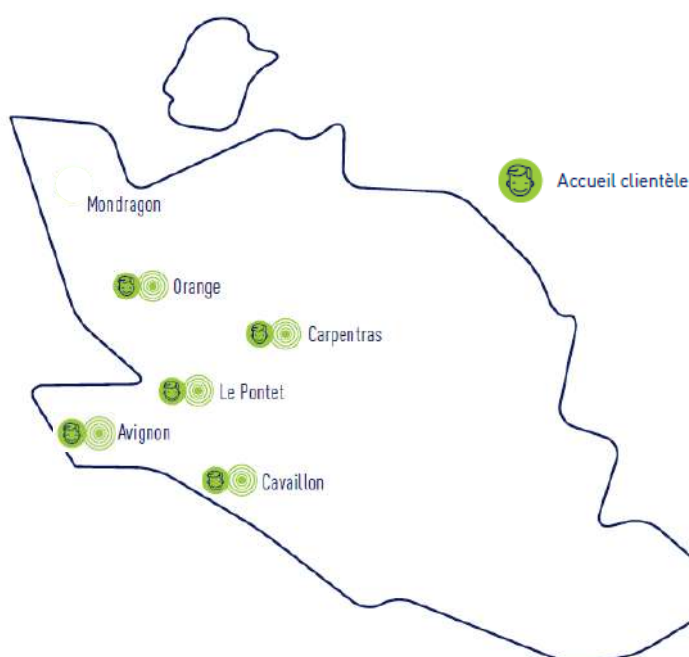 Accueil clientèle
Mondragon
Orange
Carpentras
Le Pontet
Avignon
Cavaillon